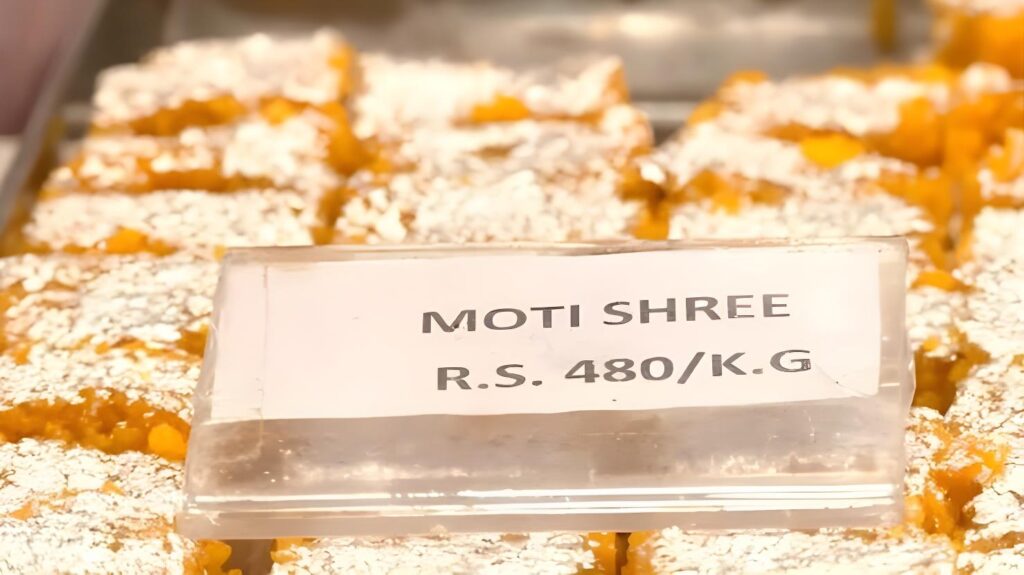 MOTI SHREE
R.S. 480/K.G